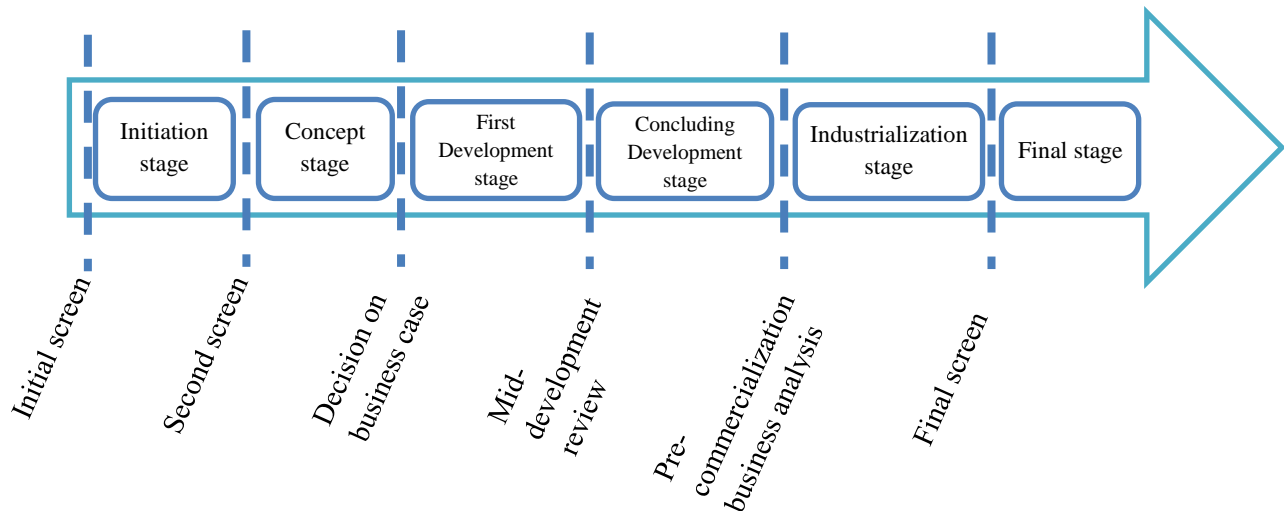 Initiation
stage
Concept
stage
First
Development
stage
Concluding
Development
stage
Industrialization
stage
Final stage
Initial screen
Second screen
Decision on
business case
Mid-
development
review
Pre-
commercialization
business analysis
Final screen